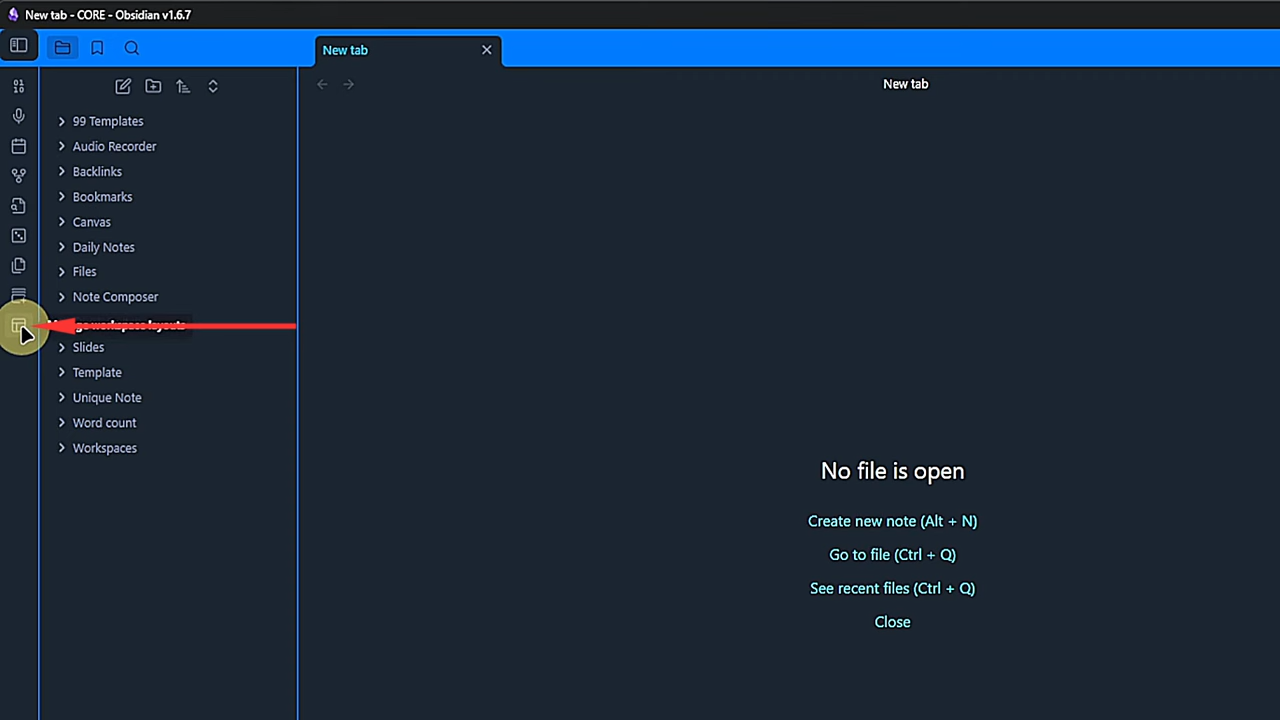 New tab - CORE - Obsidian v1.6.7
New tab
New tab
99 Templates
Audio Recorder
Backlinks
Bookmarks
Canvas
Daily Notes
Files
Note Composer
workspace layouts
Slides
Template
Unique Note
Word count
Workspaces
No file is open
Create new note (Alt + N)
Go to file (Ctrl + Q)
See recent files (Ctrl + Q)
Close